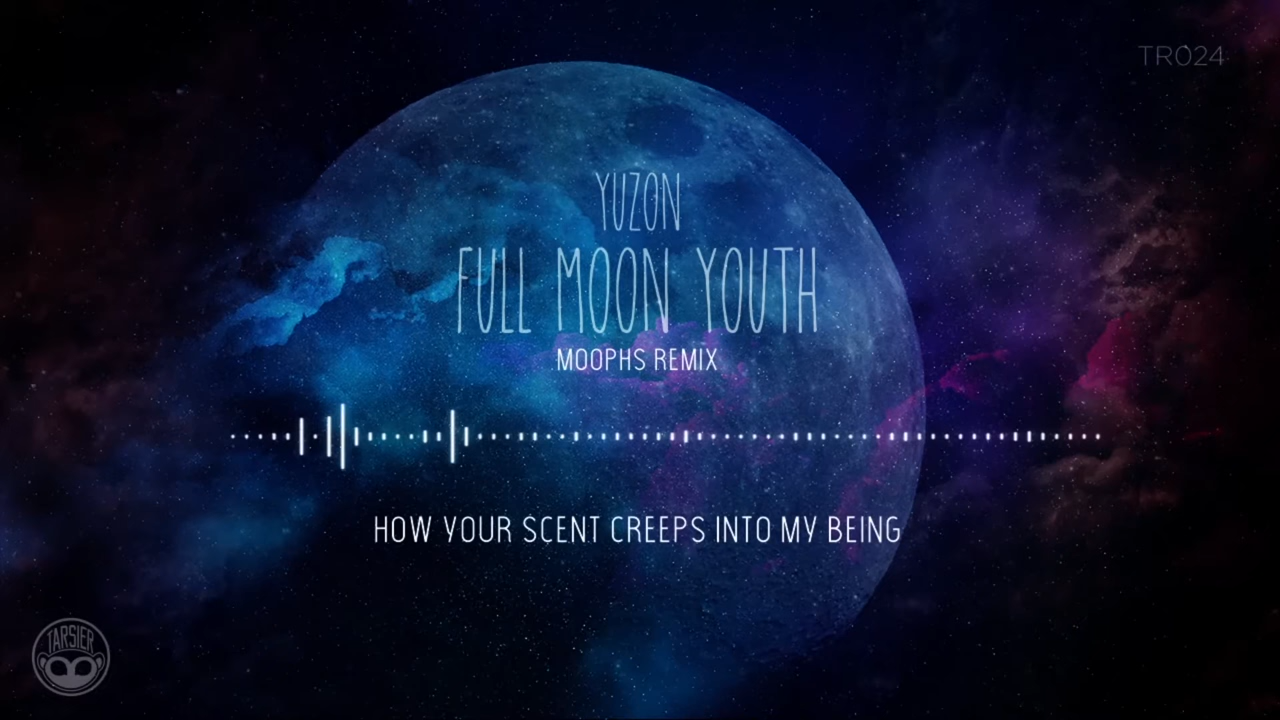 TR024
YUZON
FULL MOON YOUTH
MOOPHS REMIX
HOW YOUR SCENT CREEPS INTO MY BEING
TARSIER